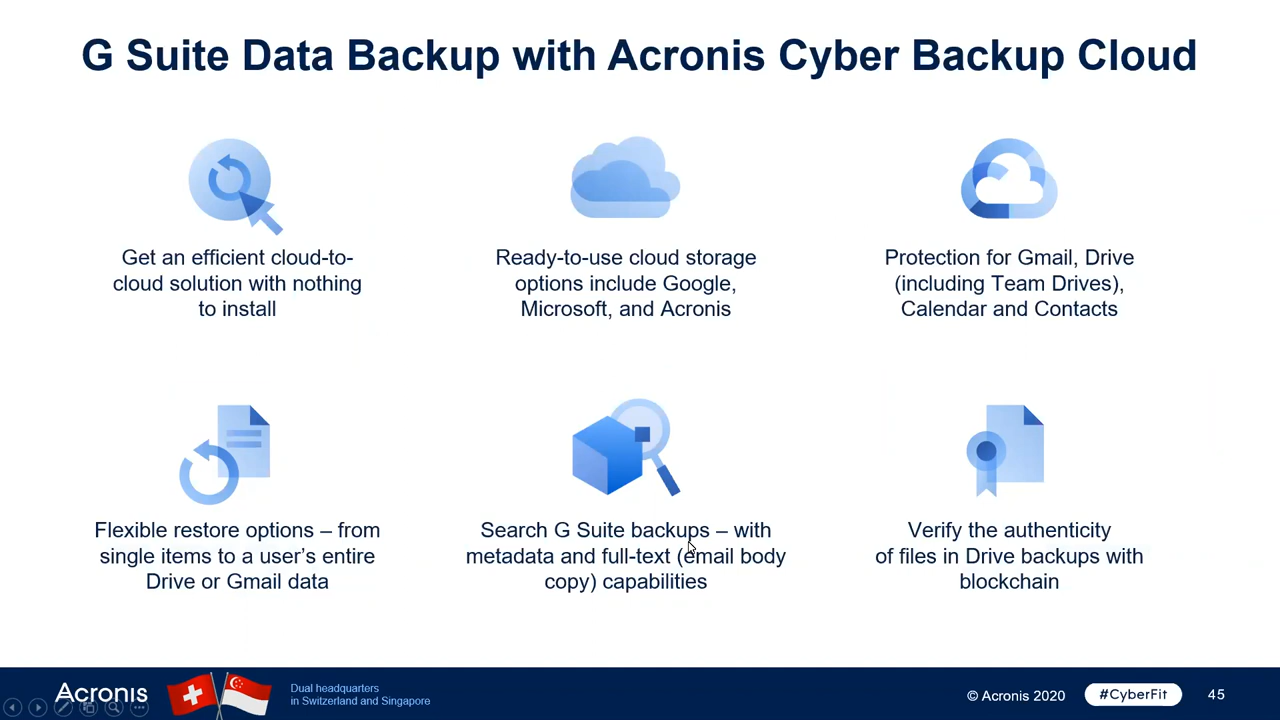 G Suite Data Backup with Acronis Cyber Backup Cloud
Get an efficient cloud-to-
cloud solution with nothing
to install
Ready-to-use cloud storage
options include Google,
Microsoft, and Acronis
Protection for Gmail, Drive
(including Team Drives),
Calendar and Contacts
Flexible restore options – from
single items to a user’s entire
Drive or Gmail data
Search G Suite backups – with
metadata and full-text (email body
copy) capabilities
Verify the authenticity
of files in Drive backups with
blockchain
Acronis
Dual headquarters
in Switzerland and Singapore
© Acronis 2020
#CyberFit
45